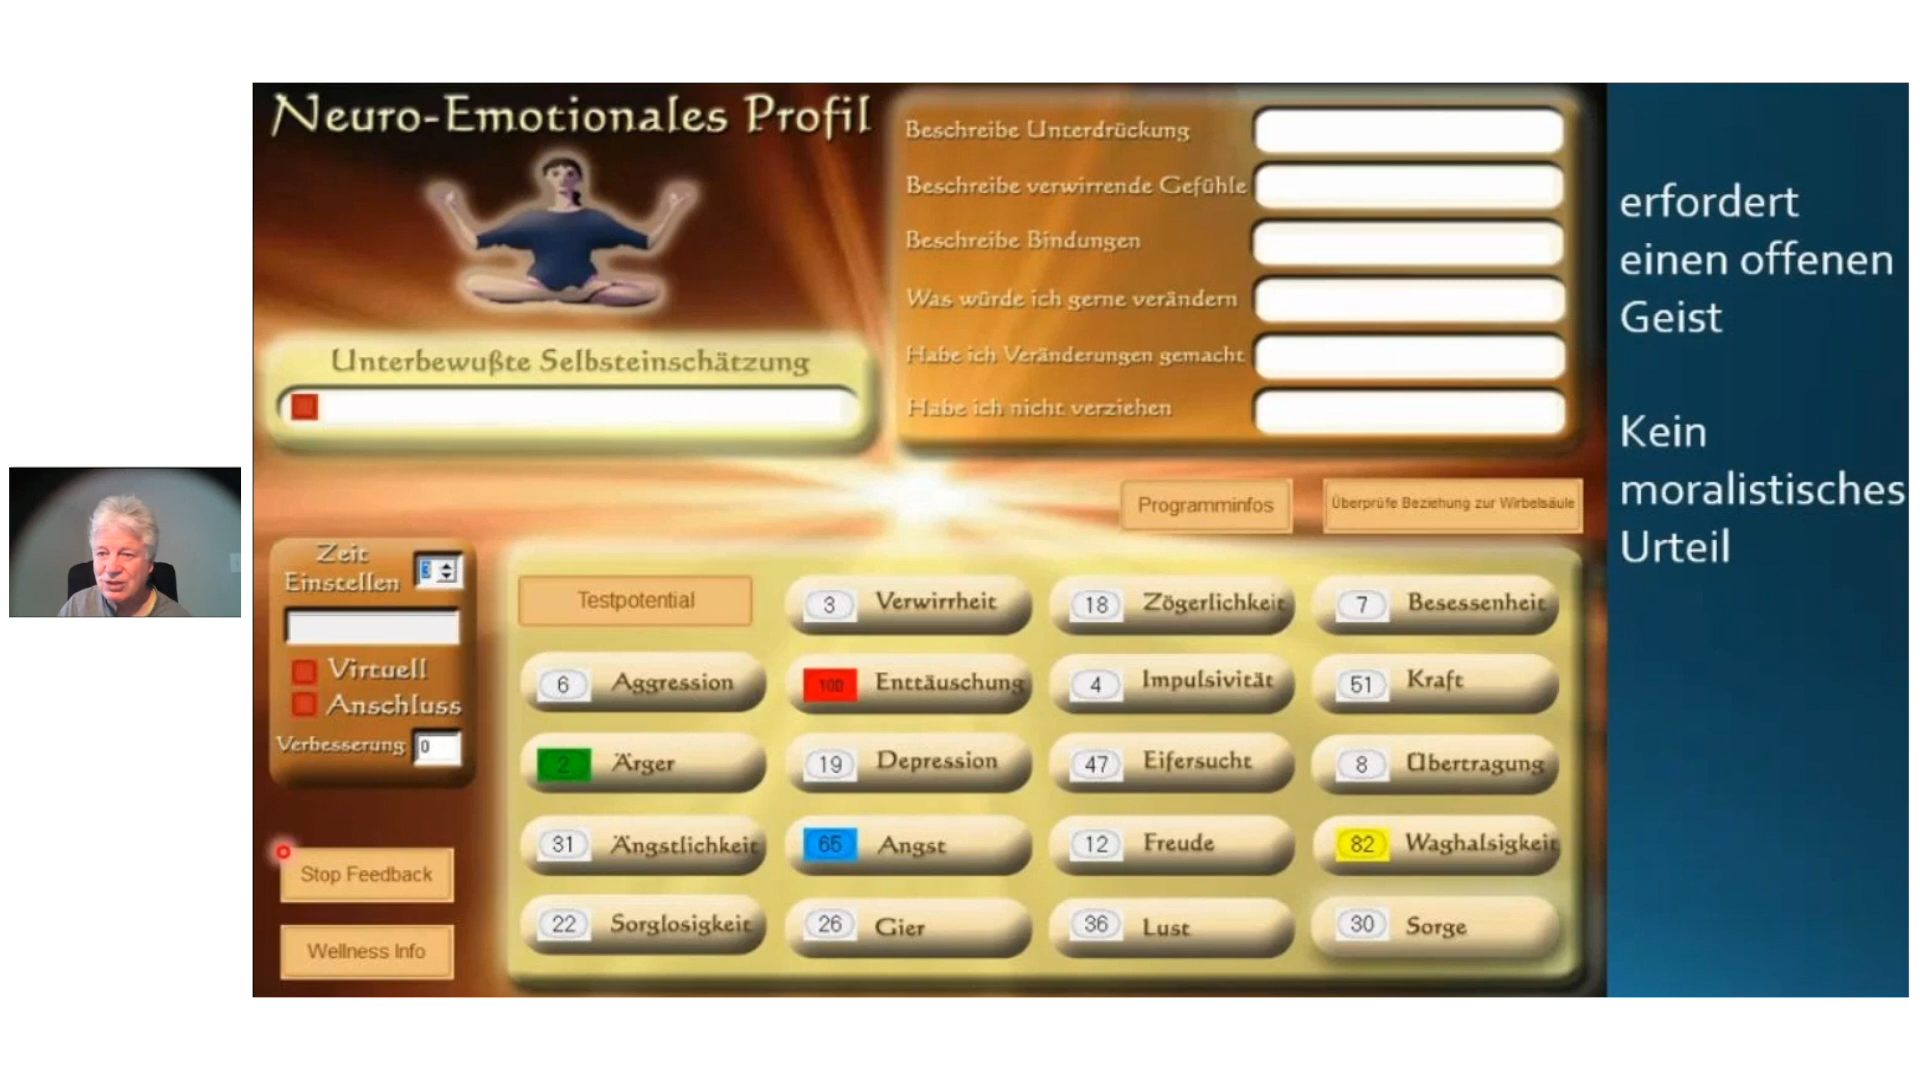 Neuro-Emotionales Profil
Unterbewußte Selbsteinschätzung
Beschreibe Unterdrückung
Beschreibe verwirrende Gefühle
Beschreibe Bindungen
Was würde ich gerne verändern
Habe ich Veränderungen gemacht
Habe ich nicht verziehen
erfordert
einen offenen
Geist
Kein
moralistisches
Urteil
Programminfos
Überprüfe Beziehung zur Wirbelsäule
Zeit
Einstellen
3
Virtuell
Anschluss
Verbesserung 0
Stop Feedback
Wellness Info
Testpotential
3 Verwirrheit
18 Zögerlichkeit
7 Besessenheit
6 Aggression
100 Enttäuschung
4 Impulsivität
51 Kraft
2 Ärger
19 Depression
47 Eifersucht
8 Übertragung
31 Ängstlichkeit
65 Angst
12 Freude
82 Waghalsigkeit
22 Sorglosigkeit
26 Gier
36 Lust
30 Sorge